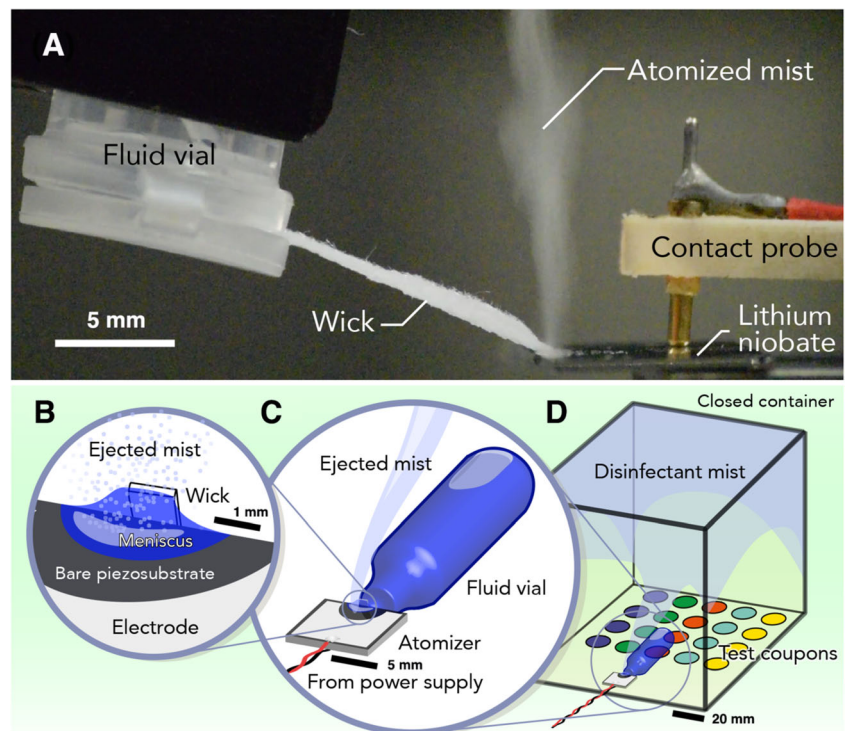 A
Atomized mist
Fluid vial
Contact probe
5 mm
Wick
Lithium
niobate
B
Ejected mist
Wick
1 mm
Meniscus
Bare piezosubstrate
Electrode
C
Ejected mist
Fluid vial
Atomizer
5 mm
From power supply
D
Closed container
Disinfectant mist
Test coupons
20 mm